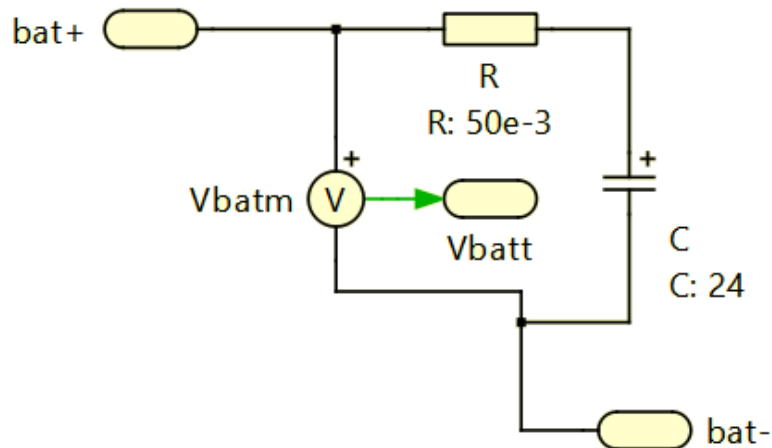 bat+
R
R: 50e-3
+
Vbatm
V
+
Vbatt
C
C: 24
bat-